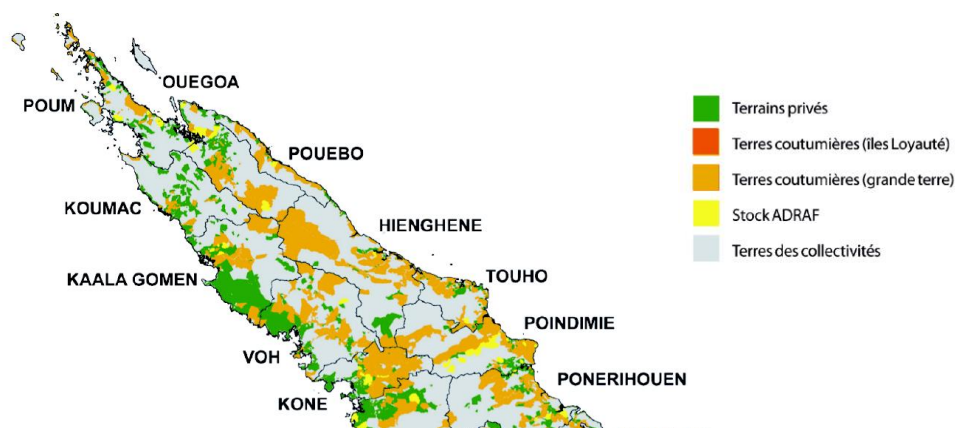 OUEGOA
POUM
POUEBO
KOUMAC
HIENGHENE
KAALA GOMEN
TOUHO
POINDIMIE
VOH
PONERIHOUEN
KONE
Terrains privés
Terres coutumières (îles Loyauté)
Terres coutumières (grande terre)
Stock ADRAF
Terres des collectivités